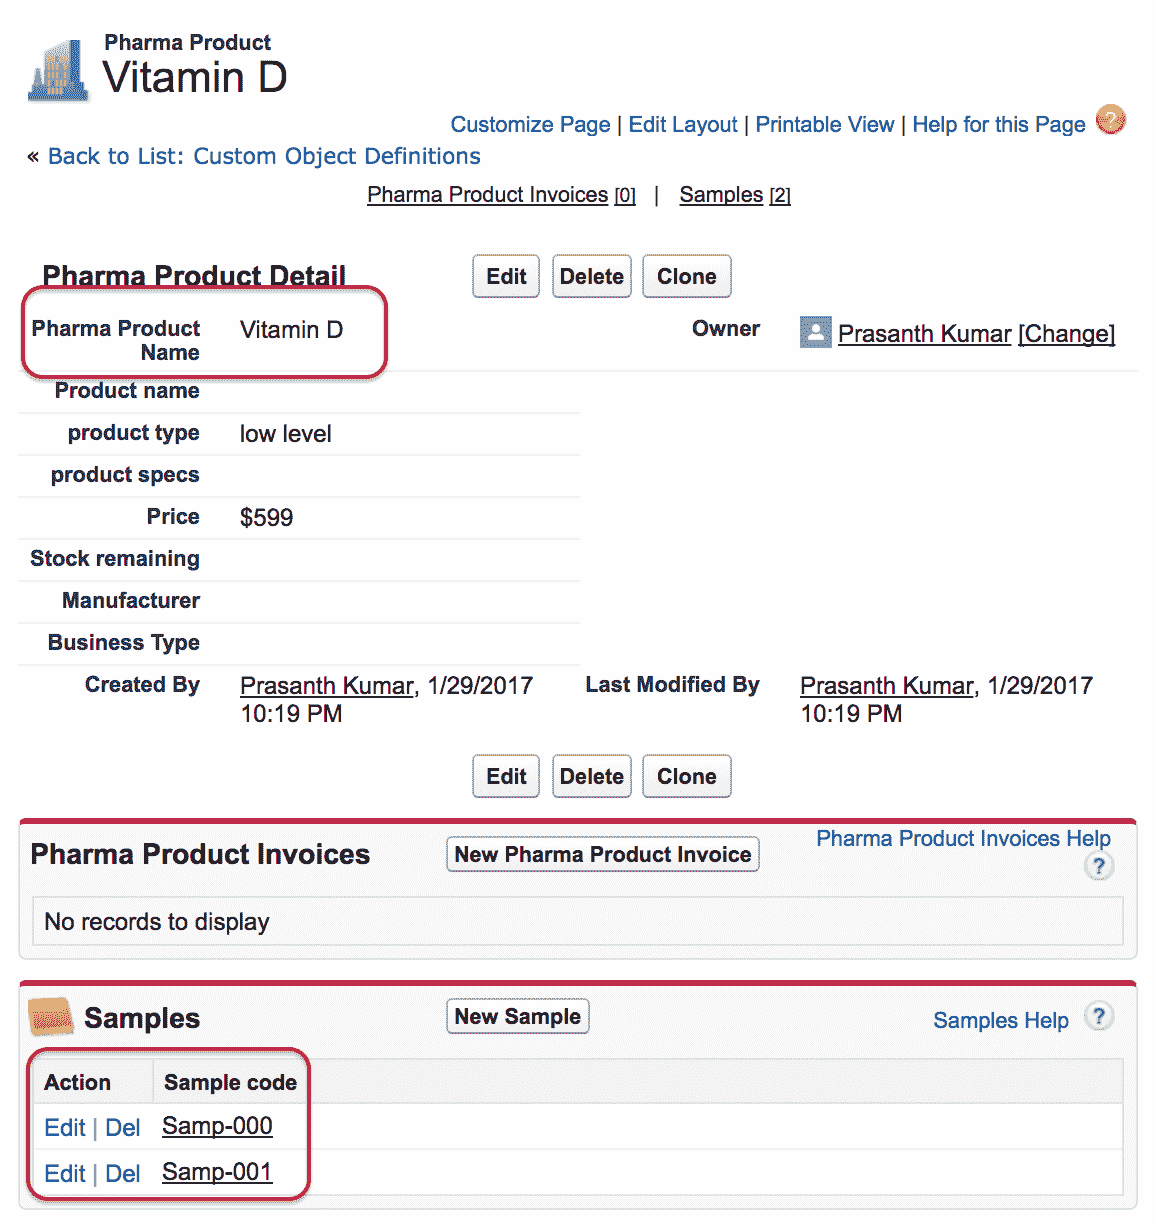 Pharma Product
Vitamin D
Customize Page | Edit Layout | Printable View | Help for this Page ?
« Back to List: Custom Object Definitions
Pharma Product Invoices [0] | Samples [2]
Pharma Product Detail Edit Delete Clone
Pharma Product Name Vitamin D Owner Prasanth Kumar [Change]
Product name
product type low level
product specs
Price $599
Stock remaining
Manufacturer
Business Type
Created By Prasanth Kumar, 1/29/2017 10:19 PM Last Modified By Prasanth Kumar, 1/29/2017 10:19 PM
Edit Delete Clone
Pharma Product Invoices New Pharma Product Invoice Pharma Product Invoices Help ?
No records to display
Samples New Sample Samples Help ?
Action Sample code
Edit | Del Samp-000
Edit | Del Samp-001